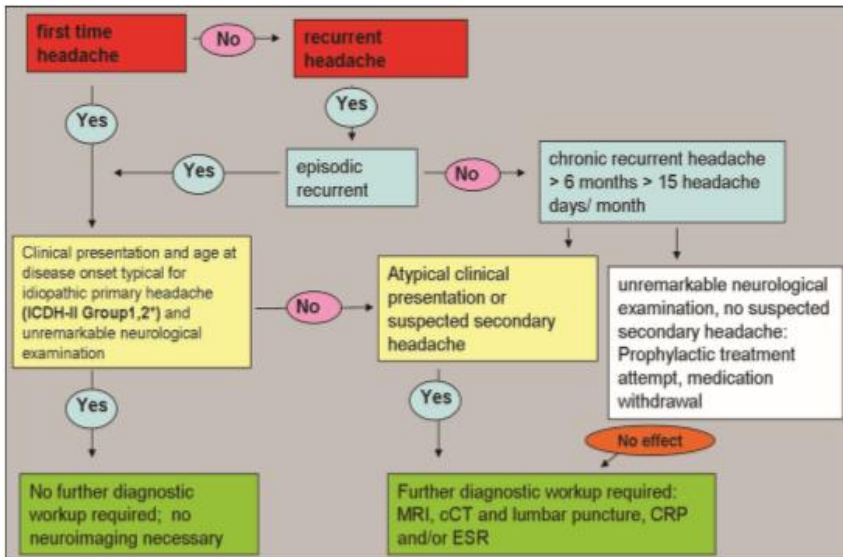 first time
headache
No
recurrent
headache
Yes
Yes
Yes
episodic
recurrent
No
chronic recurrent headache
> 6 months > 15 headache
days/ month
Clinical presentation and age at
disease onset typical for
idiopathic primary headache
(ICDH-II Group1,2*) and
unremarkable neurological
examination
No
Atypical clinical
presentation or
suspected secondary
headache
unremarkable neurological
examination, no suspected
secondary headache:
Prophylactic treatment
attempt, medication
withdrawal
Yes
Yes
No effect
No further diagnostic
workup required; no
neuroimaging necessary
Further diagnostic workup required:
MRI, cCT and lumbar puncture, CRP
and/or ESR